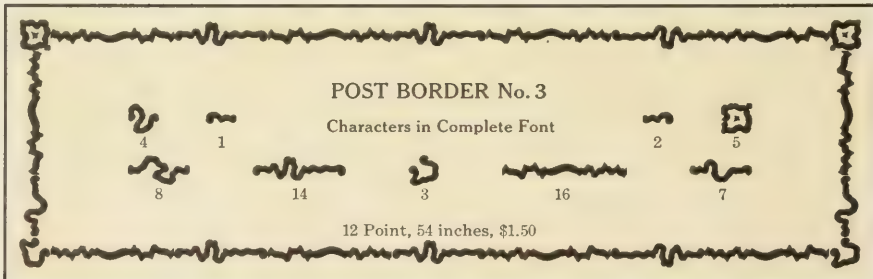 POST BORDER No. 3
Characters in Complete Font
4 1 2 5
8 14 3 16 7
12 Point, 54 inches, $1.50